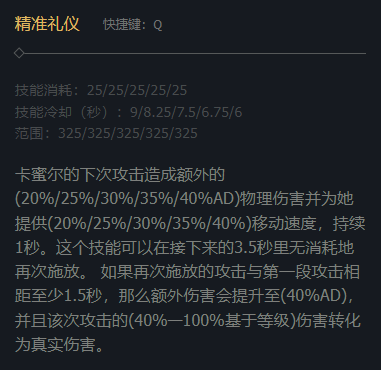 精准礼仪 快捷键：Q
技能消耗：25/25/25/25/25
技能冷却（秒）：9/8.25/7.5/6.75/6
范围：325/325/325/325/325
卡蜜尔的下次攻击造成额外的
(20%/25%/30%/35%/40%AD)物理伤害并为她
提供(20%/25%/30%/35%/40%)移动速度，持续
1秒。这个技能可以在接下来的3.5秒里无消耗地
再次施放。 如果再次施放的攻击与第一段攻击相
距至少1.5秒，那么额外伤害会提升至(40%AD)，
并且该次攻击的(40%—100%基于等级)伤害转化
为真实伤害。